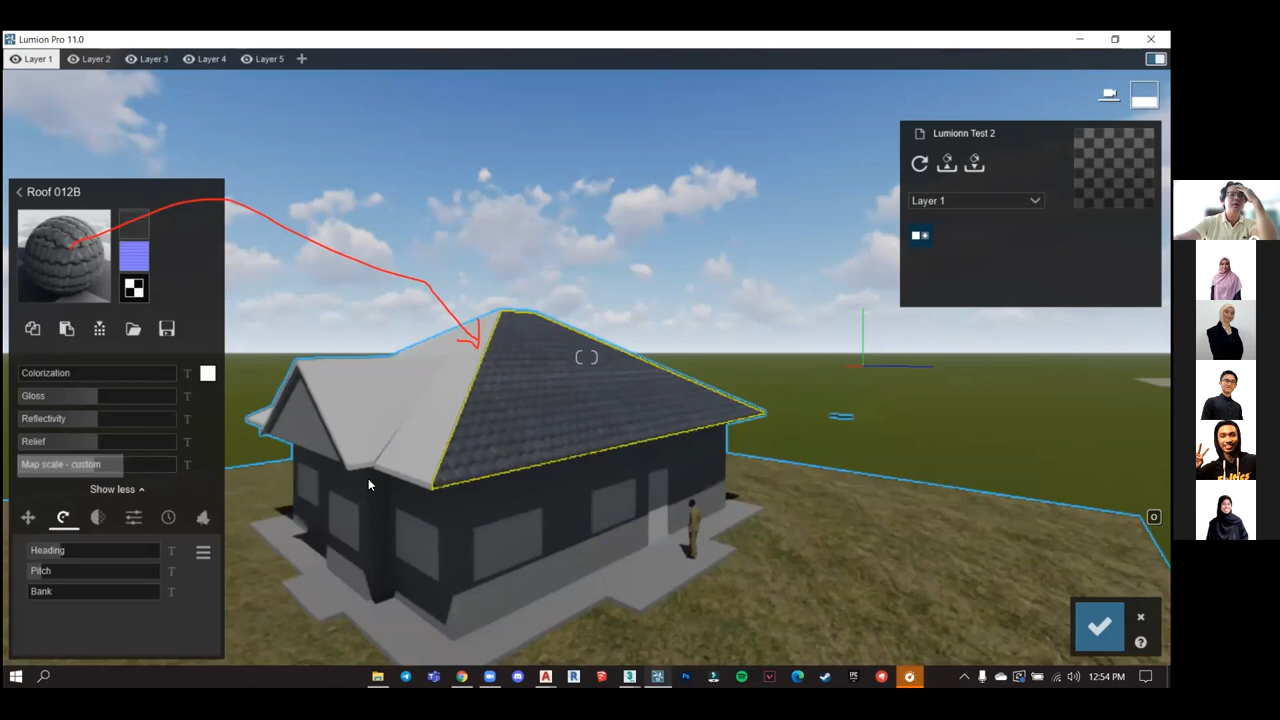 Lumion Pro 11.0
Layer 1
Layer 2
Layer 3
Layer 4
Layer 5
Lumionn Test 2
Layer 1
Roof 012B
Colorization
T
Gloss
T
Reflectivity
T
Relief
T
Map scale - custom
T
Show less
Heading
T
Pitch
T
Bank
T
O
12:54 PM